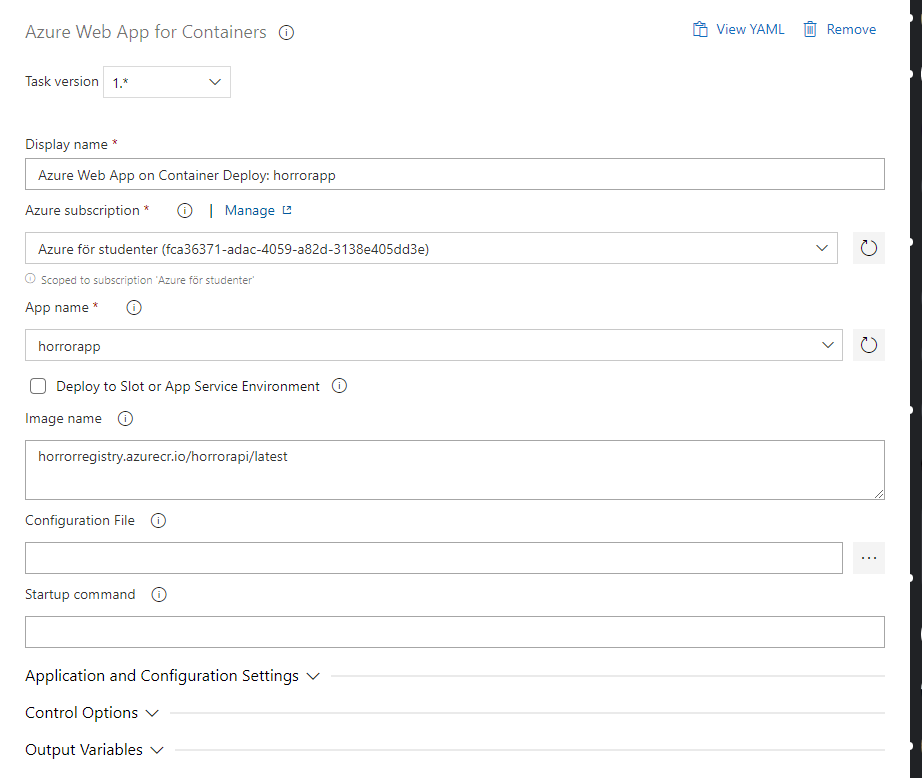 Azure Web App for Containers
View YAML
Remove
Task version
1.*
Display name *
Azure Web App on Container Deploy: horrorapp
Azure subscription *
| Manage
Azure för studenter (fca36371-adac-4059-a82d-3138e405dd3e)
Scoped to subscription 'Azure för studenter'
App name *
horrorapp
Deploy to Slot or App Service Environment
Image name
horrorregistry.azurecr.io/horrorapi/latest
Configuration File
...
Startup command
Application and Configuration Settings
Control Options
Output Variables